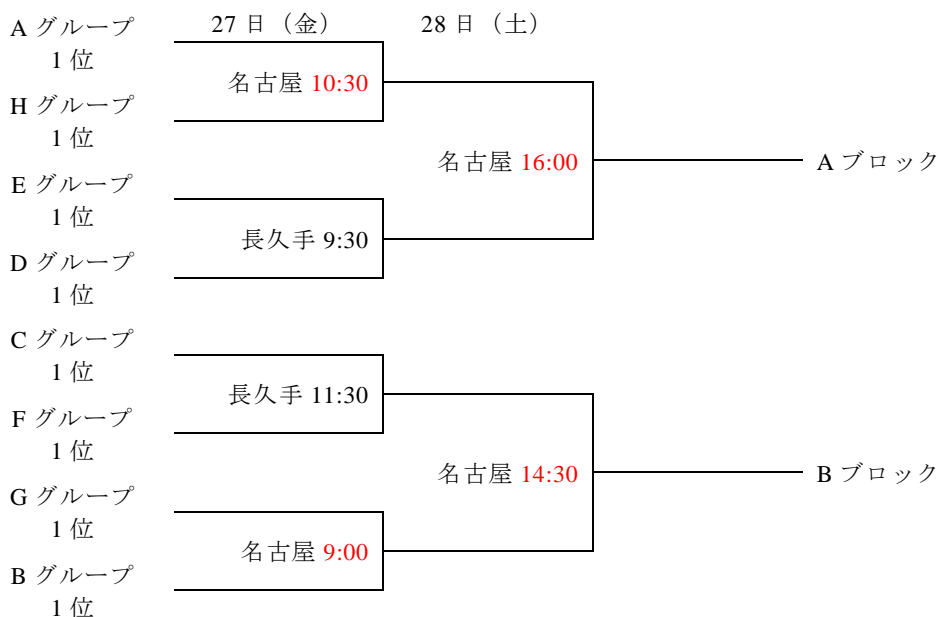 27日（金）
28日（土）
Aグループ
1位
名古屋 10:30
Hグループ
1位
名古屋 16:00
Aブロック
Eグループ
1位
長久手 9:30
Dグループ
1位
Cグループ
1位
長久手 11:30
Fグループ
1位
名古屋 14:30
Bブロック
Gグループ
1位
名古屋 9:00
Bグループ
1位